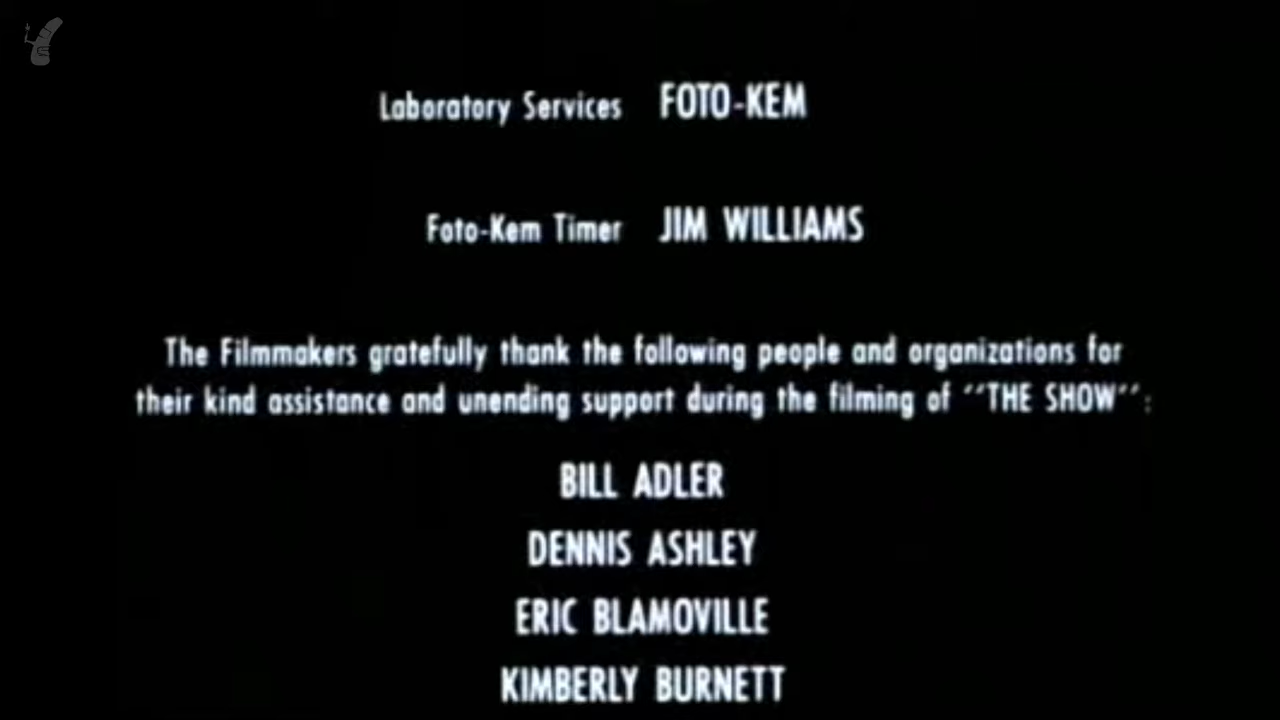 Laboratory Services FOTO-KEM
Foto-Kem Timer JIM WILLIAMS
The Filmmakers gratefully thank the following people and organizations for
their kind assistance and unending support during the filming of ''THE SHOW'':
BILL ADLER
DENNIS ASHLEY
ERIC BLAMOVILLE
KIMBERLY BURNETT